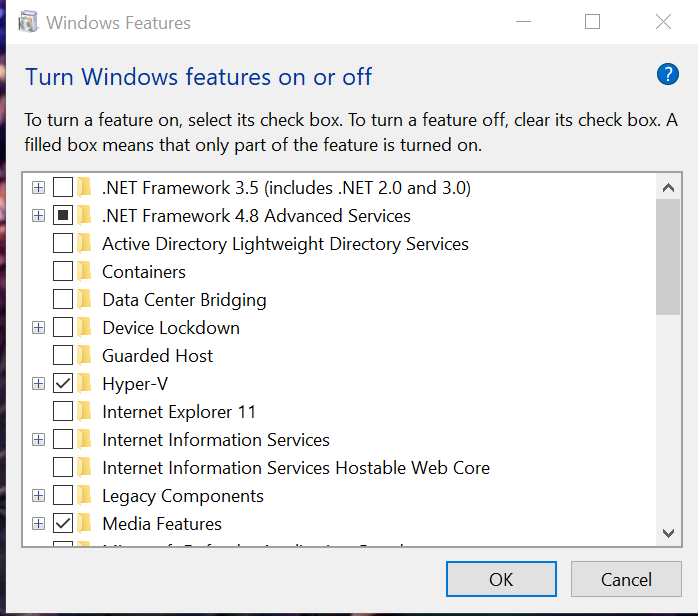 Windows Features
Turn Windows features on or off
?
To turn a feature on, select its check box. To turn a feature off, clear its check box. A
filled box means that only part of the feature is turned on.
.NET Framework 3.5 (includes .NET 2.0 and 3.0)
.NET Framework 4.8 Advanced Services
Active Directory Lightweight Directory Services
Containers
Data Center Bridging
Device Lockdown
Guarded Host
Hyper-V
Internet Explorer 11
Internet Information Services
Internet Information Services Hostable Web Core
Legacy Components
Media Features
OK
Cancel